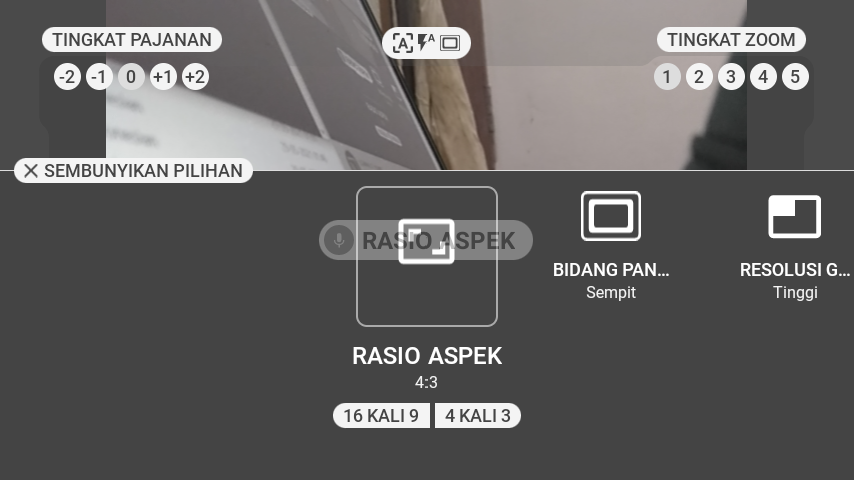 TINGKAT PAJANAN
TINGKAT ZOOM
-2 -1 0 +1 +2
1 2 3 4 5
SEMBUNYIKAN PILIHAN
RASIO ASPEK
BIDANG PAN...
Sempit
RESOLUSI G...
Tinggi
RASIO ASPEK
4:3
16 KALI 9
4 KALI 3